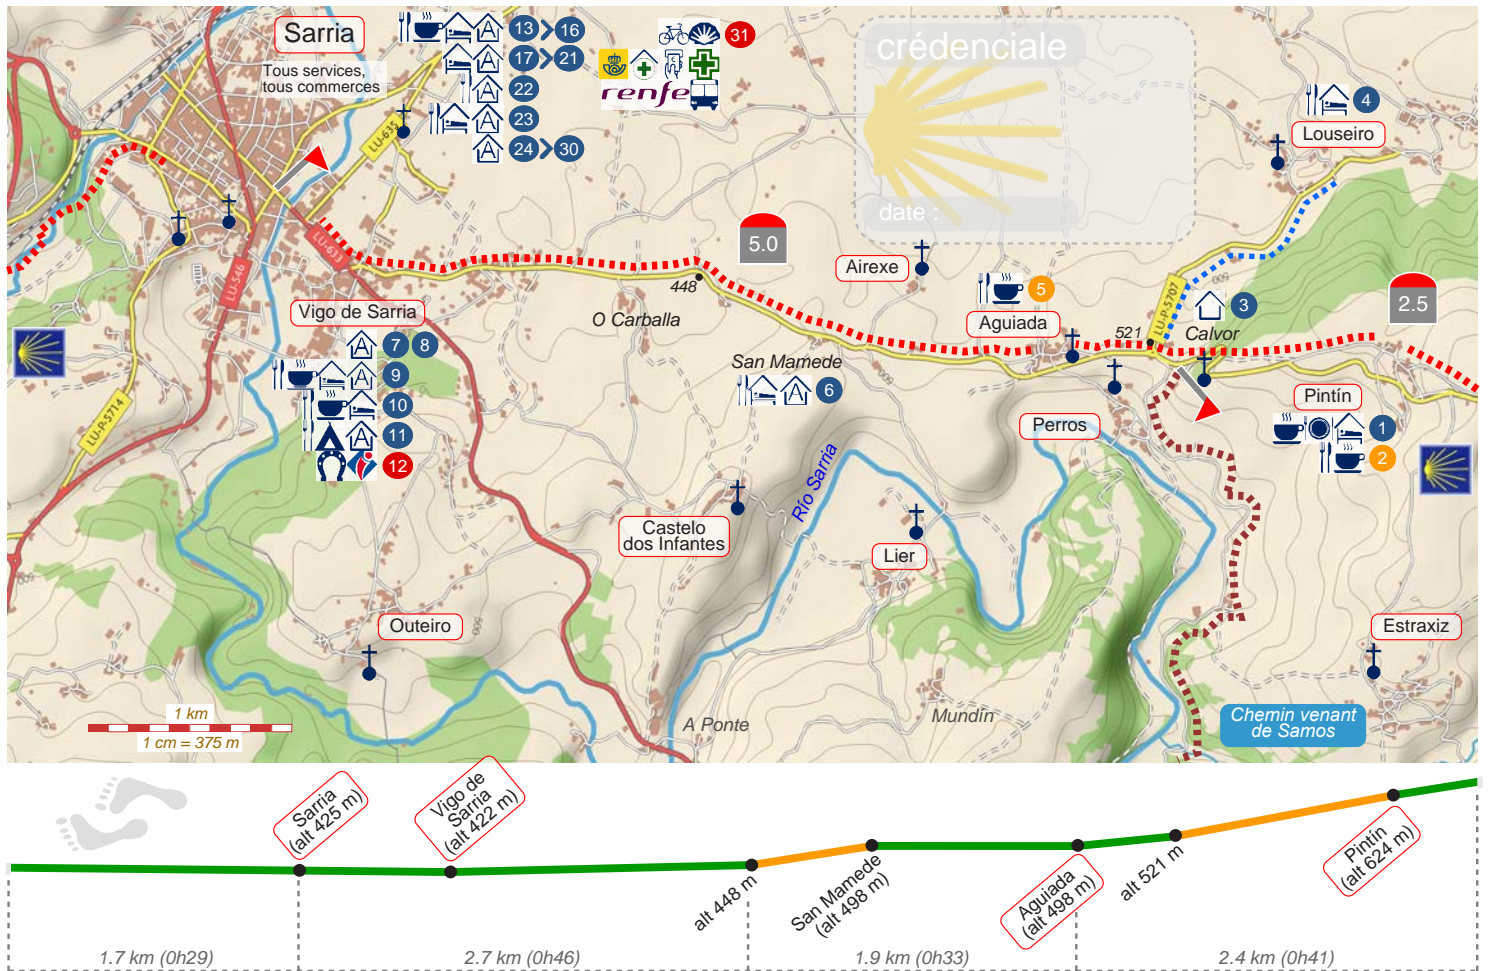 Sarria
Tous services,
tous commerces
13 > 16
17 > 21
22
23
24 > 30
31
renfe
crédenciale
date :
4
Louseiro
LU-635
LU-633
LU-546
LU-P-5714
LU-P-5707
5.0
2.5
Airexe
448
O Carballa
5
Aguiada
521
3
Calvor
Vigo de Sarria
7 8
9
10
11
12
San Mamede
6
Pintín
1
2
Perros
Río Sarria
Castelo
dos Infantes
Lier
Outeiro
Estraxiz
600
600
600
A Ponte
Mundín
Chemin venant
de Samos
1 km
1 cm = 375 m
Sarria
(alt 425 m)
Vigo de
Sarria
(alt 422 m)
alt 448 m
San Mamede
(alt 498 m)
Aguiada
(alt 498 m)
alt 521 m
Pintín
(alt 624 m)
1.7 km (0h29)
2.7 km (0h46)
1.9 km (0h33)
2.4 km (0h41)